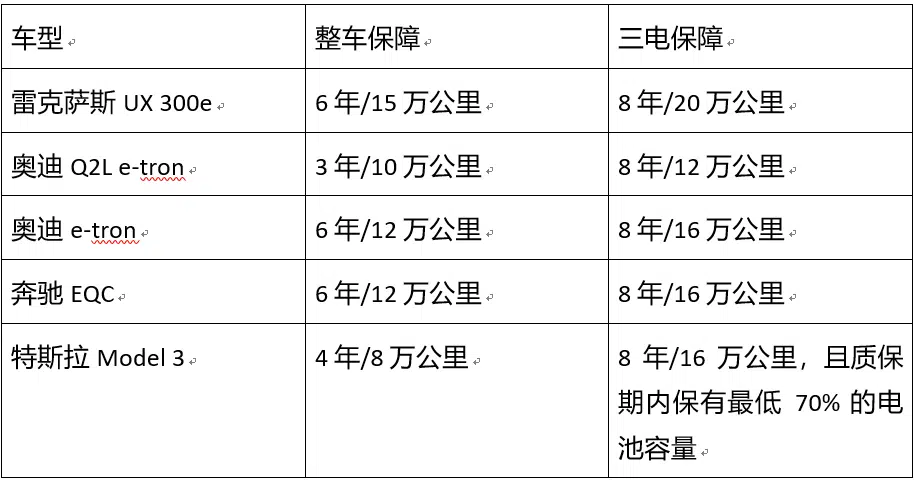 车型 整车保障 三电保障
雷克萨斯 UX 300e 6 年/15 万公里 8 年/20 万公里
奥迪 Q2L e-tron 3 年/10 万公里 8 年/12 万公里
奥迪 e-tron 6 年/12 万公里 8 年/16 万公里
奔驰 EQC 6 年/12 万公里 8 年/16 万公里
特斯拉 Model 3 4 年/8 万公里 8 年/16 万公里，且质保
期内保有最低 70% 的电
池容量